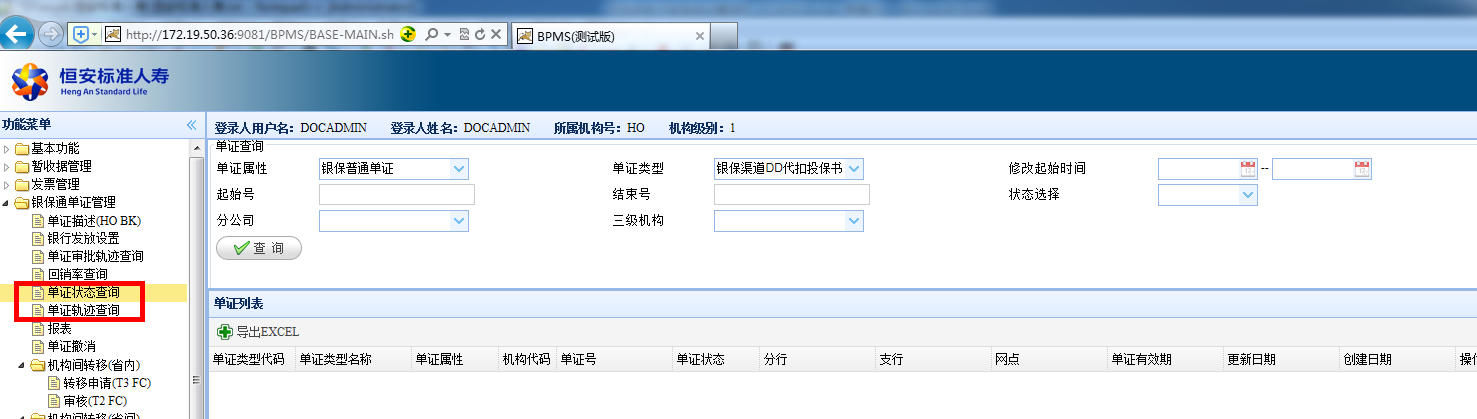 http://172.19.50.36:9081/BPMS/BASE-MAIN.sh
BPMS(测试版)
恒安标准人寿
Heng An Standard Life
功能菜单
登录人用户名：DOCADMIN 登录人姓名：DOCADMIN 所属机构号：HO 机构级别：1
基本功能
暂收据管理
发票管理
银保通单证管理
单证描述(HO BK)
银行发放设置
单证审批轨迹查询
回销率查询
单证状态查询
单证轨迹查询
报表
单证撤消
机构间转移(省内)
转移申请(T3 FC)
审核(T2 FC)
机构间转移(省间)
单证查询
单证属性 银保普通单证 单证类型 银保渠道DD代扣投保书 修改起始时间 --
起始号 结束号 状态选择
分公司 三级机构
查 询
单证列表
导出EXCEL
单证类型代码 单证类型名称 单证属性 机构代码 单证号 单证状态 分行 支行 网点 单证有效期 更新日期 创建日期 操作